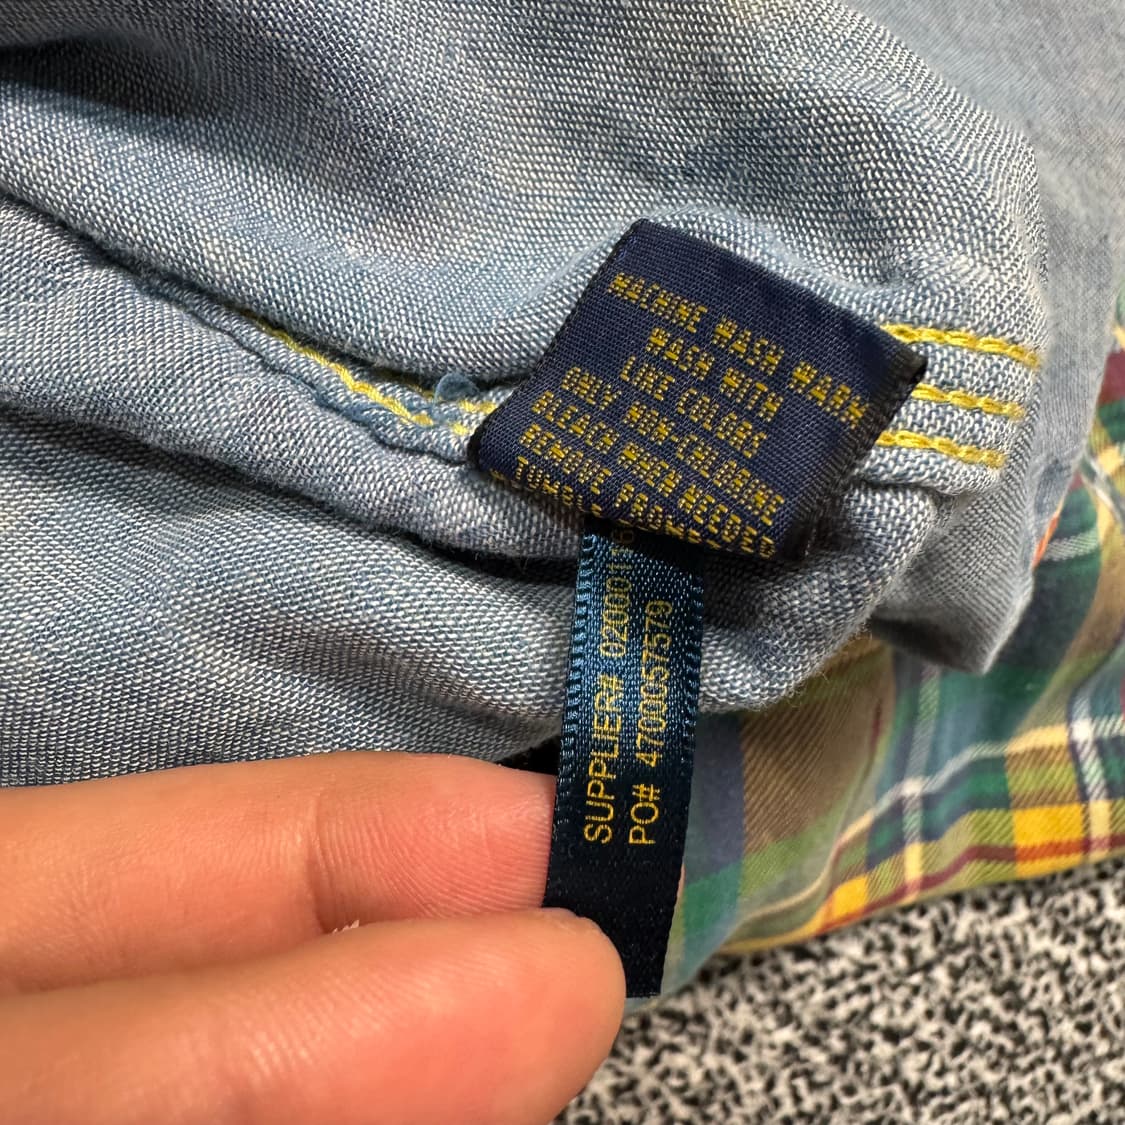 MACHINE WASH WARM
WASH WITH
LIKE COLORS
ONLY NON-CHLORINE
BLEACH WHEN NEEDED
REMOVE PROMPTLY
TUMBLE
SUPPLIER# 02000116
PO# 4700057579